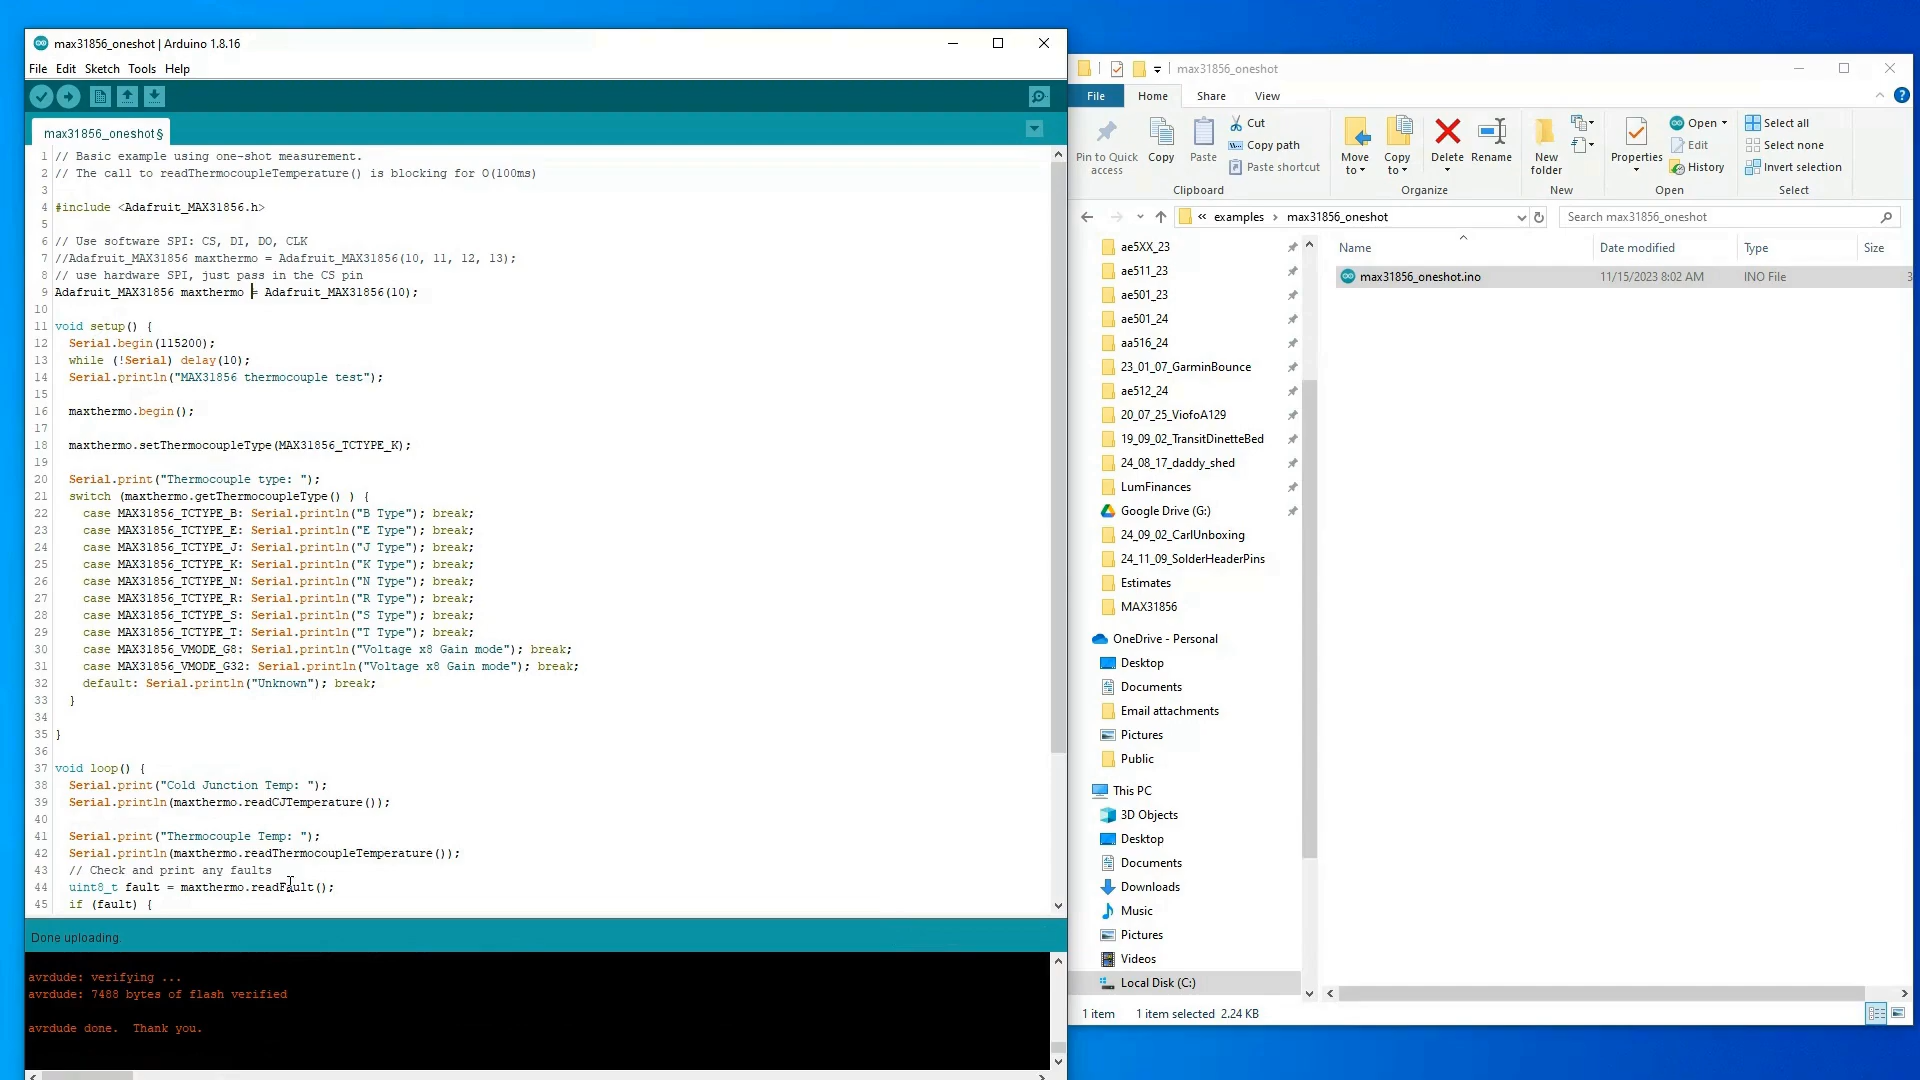 max31856_oneshot | Arduino 1.8.16
File Edit Sketch Tools Help
max31856_oneshot§
1 // Basic example using one-shot measurement.
2 // The call to readThermocoupleTemperature() is blocking for O(100ms)
3
4 #include <Adafruit_MAX31856.h>
5
6 // Use software SPI: CS, DI, DO, CLK
7 //Adafruit_MAX31856 maxthermo = Adafruit_MAX31856(10, 11, 12, 13);
8 // use hardware SPI, just pass in the CS pin
9 Adafruit_MAX31856 maxthermo = Adafruit_MAX31856(10);
10
11 void setup() {
12 Serial.begin(115200);
13 while (!Serial) delay(10);
14 Serial.println("MAX31856 thermocouple test");
15
16 maxthermo.begin();
17
18 maxthermo.setThermocoupleType(MAX31856_TCTYPE_K);
19
20 Serial.print("Thermocouple type: ");
21 switch (maxthermo.getThermocoupleType() ) {
22 case MAX31856_TCTYPE_B: Serial.println("B Type"); break;
23 case MAX31856_TCTYPE_E: Serial.println("E Type"); break;
24 case MAX31856_TCTYPE_J: Serial.println("J Type"); break;
25 case MAX31856_TCTYPE_K: Serial.println("K Type"); break;
26 case MAX31856_TCTYPE_N: Serial.println("N Type"); break;
27 case MAX31856_TCTYPE_R: Serial.println("R Type"); break;
28 case MAX31856_TCTYPE_S: Serial.println("S Type"); break;
29 case MAX31856_TCTYPE_T: Serial.println("T Type"); break;
30 case MAX31856_VMODE_G8: Serial.println("Voltage x8 Gain mode"); break;
31 case MAX31856_VMODE_G32: Serial.println("Voltage x8 Gain mode"); break;
32 default: Serial.println("Unknown"); break;
33 }
34
35 }
36
37 void loop() {
38 Serial.print("Cold Junction Temp: ");
39 Serial.println(maxthermo.readCJTemperature());
40
41 Serial.print("Thermocouple Temp: ");
42 Serial.println(maxthermo.readThermocoupleTemperature());
43 // Check and print any faults
44 uint8_t fault = maxthermo.readFault();
45 if (fault) {
Done uploading.
avrdude: verifying ...
avrdude: 7488 bytes of flash verified
avrdude done.  Thank you.
max31856_oneshot
File Home Share View
Pin to Quick access
Copy
Paste
Cut
Copy path
Paste shortcut
Clipboard
Move to
Copy to
Delete
Rename
Organize
New folder
New
Properties
Open
Edit
History
Open
Select all
Select none
Invert selection
Select
« examples › max31856_oneshot
Search max31856_oneshot
Name Date modified Type Size
max31856_oneshot.ino 11/15/2023 8:02 AM INO File 3
ae5XX_23
ae511_23
ae501_23
ae501_24
aa516_24
23_01_07_GarminBounce
ae512_24
20_07_25_ViofoA129
19_09_02_TransitDinetteBed
24_08_17_daddy_shed
LumFinances
Google Drive (G:)
24_09_02_CarlUnboxing
24_11_09_SolderHeaderPins
Estimates
MAX31856
OneDrive - Personal
Desktop
Documents
Email attachments
Pictures
Public
This PC
3D Objects
Desktop
Documents
Downloads
Music
Pictures
Videos
Local Disk (C:)
1 item 1 item selected 2.24 KB